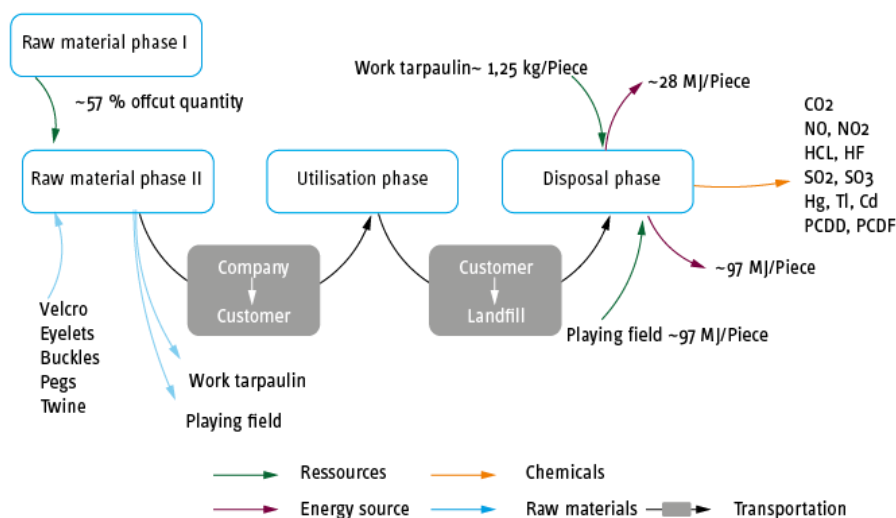 Raw material phase I
~57 % offcut quantity
Work tarpaulin~ 1,25 kg/Piece
~28 MJ/Piece
CO2
NO, NO2
HCL, HF
SO2, SO3
Hg, Tl, Cd
PCDD, PCDF
Raw material phase II
Utilisation phase
Disposal phase
Company
Customer
Customer
Landfill
~97 MJ/Piece
Velcro
Eyelets
Buckles
Pegs
Twine
Playing field ~97 MJ/Piece
Work tarpaulin
Playing field
Ressources
Chemicals
Energy source
Raw materials
Transportation